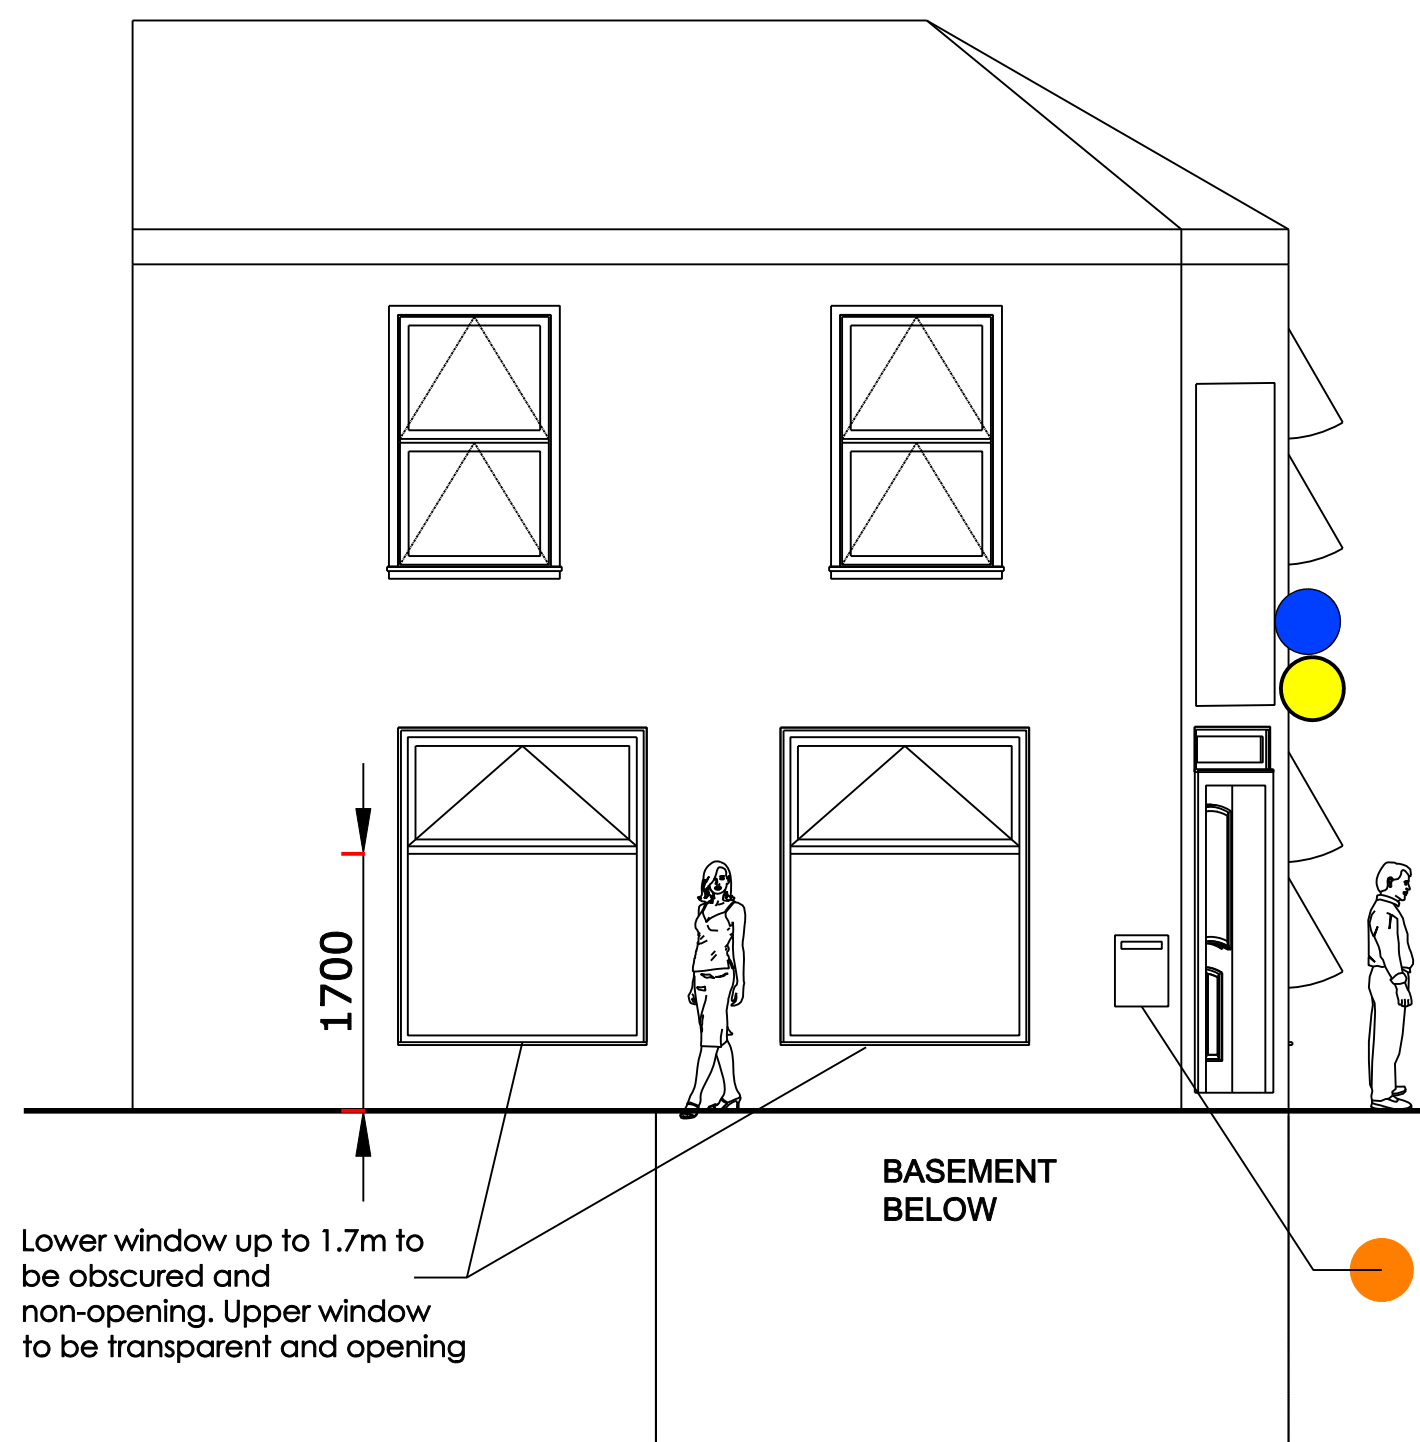 1700
BASEMENT
BELOW
Lower window up to 1.7m to
be obscured and
non-opening. Upper window
to be transparent and opening